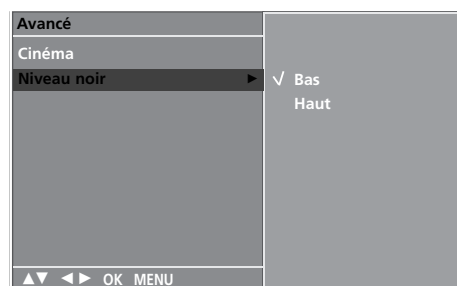 Avancé
Cinéma
Niveau noir ► √ Bas
Haut
▲▼ ◄► OK MENU